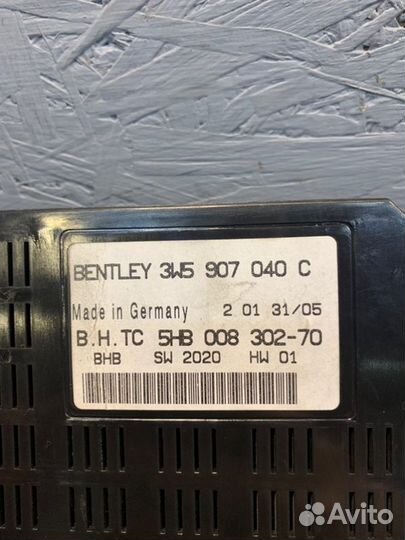 BENTLEY 3W5 907 040 C
Made in Germany 2 01 31/05
B.H.TC 5HB 008 302-70
BHB SW 2020 HW 01
Avito